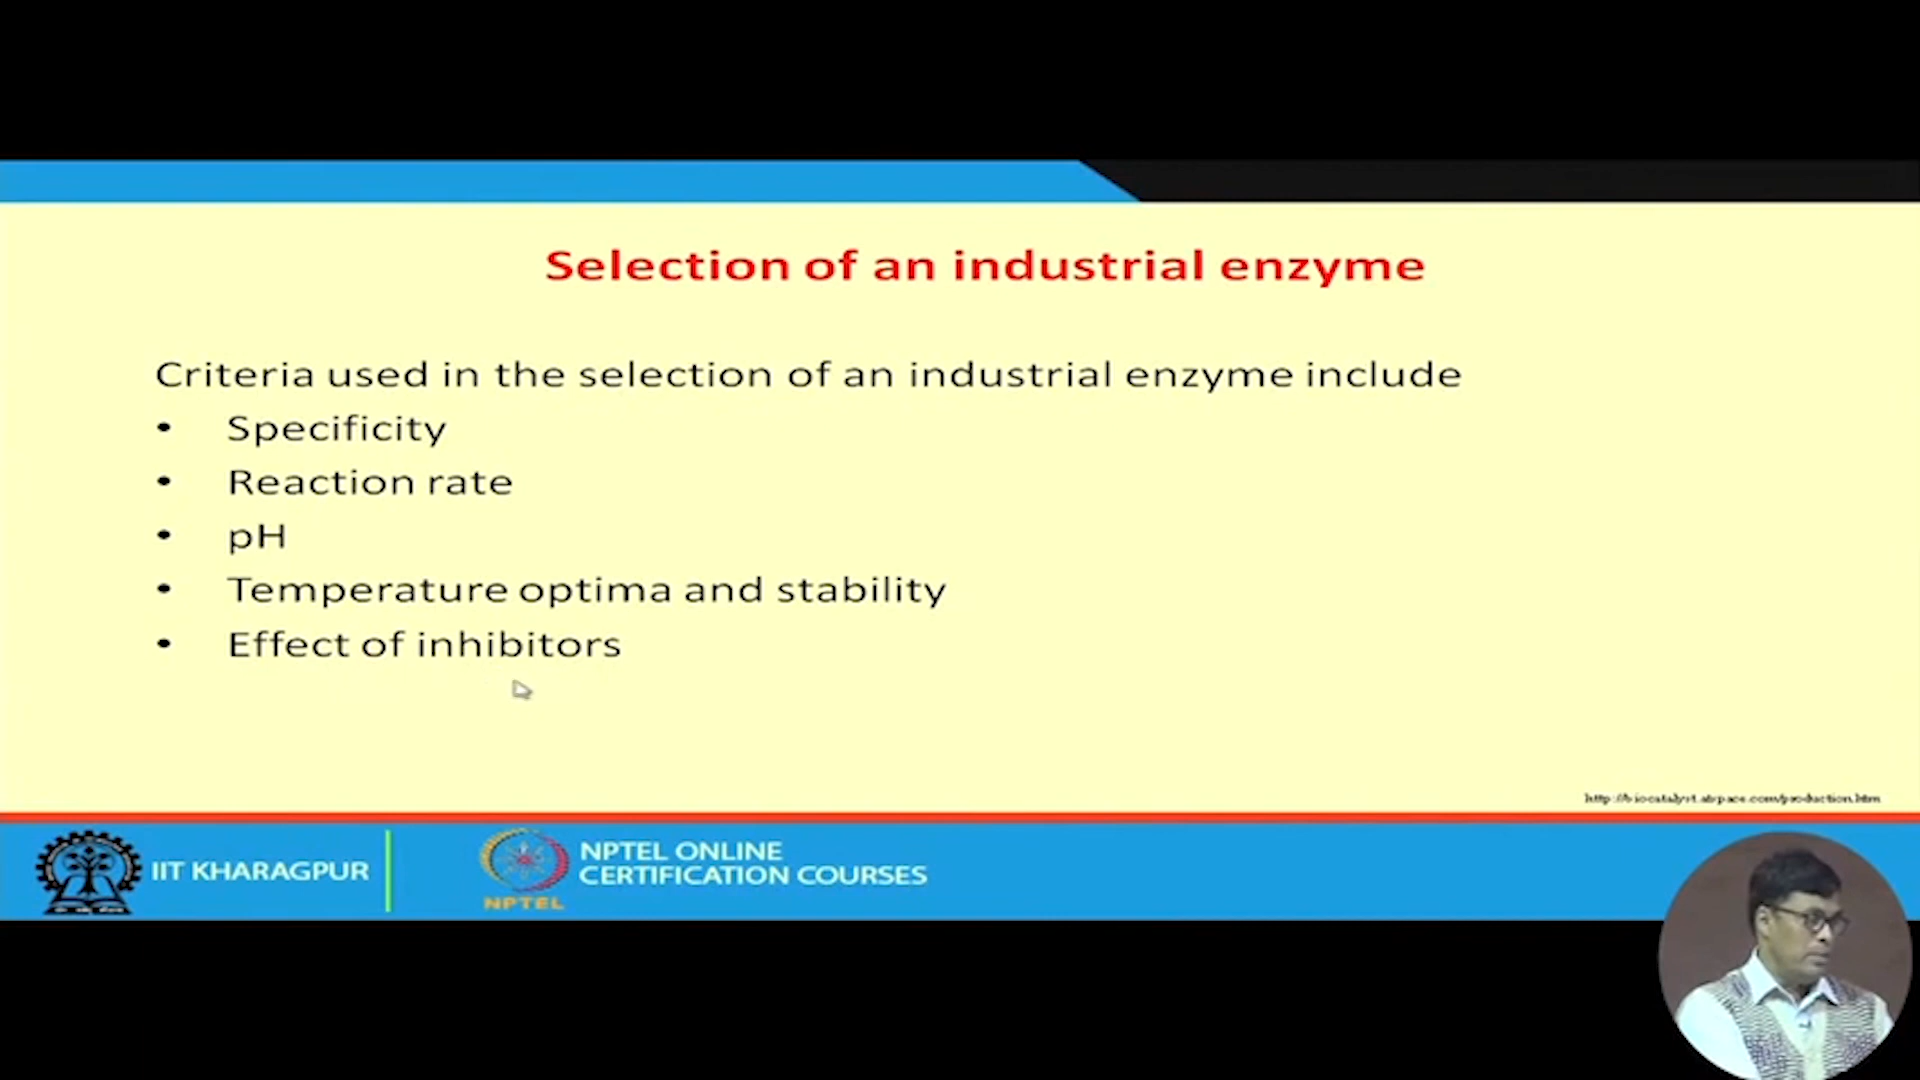 Selection of an industrial enzyme
Criteria used in the selection of an industrial enzyme include
• Specificity
• Reaction rate
• pH
• Temperature optima and stability
• Effect of inhibitors
IIT KHARAGPUR
NPTEL
NPTEL ONLINE
CERTIFICATION COURSES